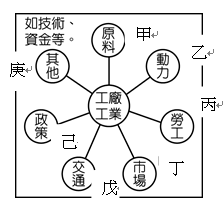 如技術、
資金等。
原料
甲
動力
乙
勞工
丙
市場
丁
交通
戊
政策
己
其他
庚
工廠
工業